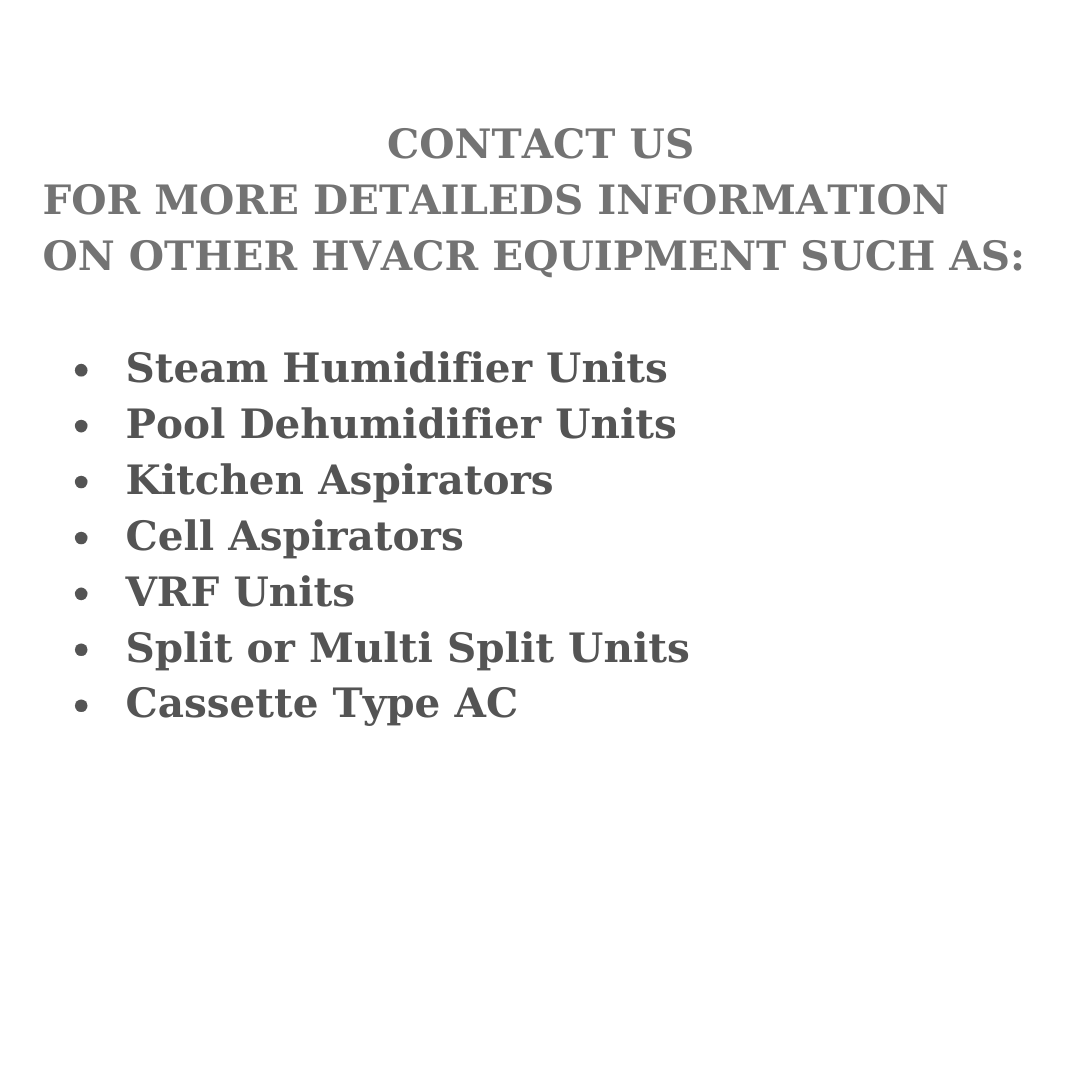 CONTACT US
FOR MORE DETAILEDS INFORMATION
ON OTHER HVACR EQUIPMENT SUCH AS:
• Steam Humidifier Units
• Pool Dehumidifier Units
• Kitchen Aspirators
• Cell Aspirators
• VRF Units
• Split or Multi Split Units
• Cassette Type AC